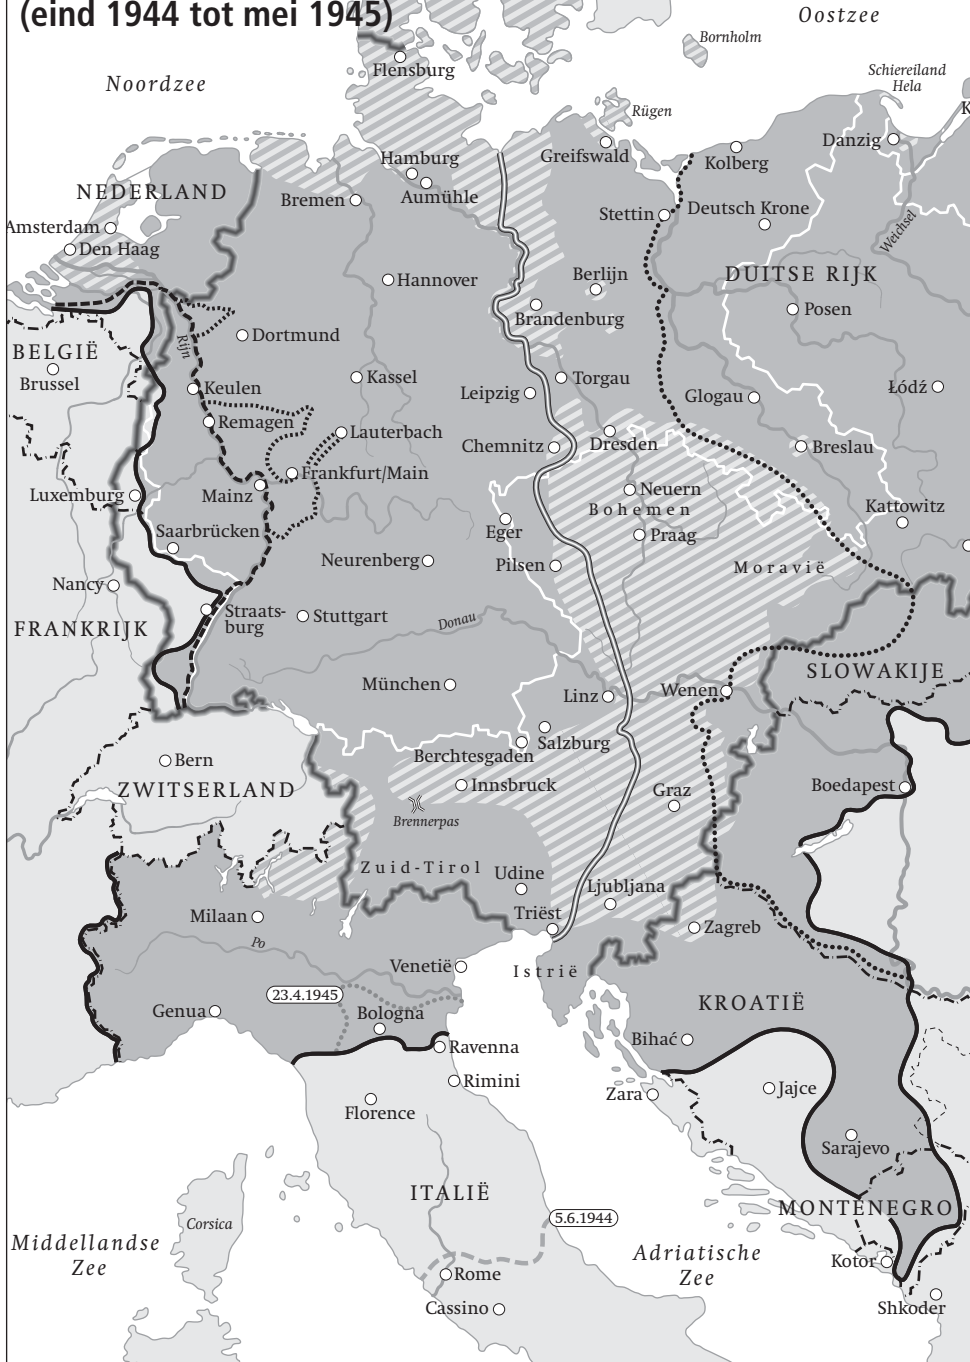 (eind 1944 tot mei 1945)
Oostzee
Bornholm
Flensburg
Noordzee
Schiereiland
Hela
Rügen
K
Danzig
Hamburg
Greifswald
Kolberg
NEDERLAND
Bremen
Aumühle
Stettin
Deutsch Krone
Amsterdam
Weichsel
Den Haag
Hannover
Berlijn
DUITSE RIJK
Brandenburg
Posen
Dortmund
Rijn
BELGIË
Brussel
Keulen
Kassel
Leipzig
Torgau
Glogau
Łódź
Remagen
Lauterbach
Chemnitz
Dresden
Breslau
Frankfurt/Main
Luxemburg
Mainz
Neuern
Bohemen
Kattowitz
Saarbrücken
Eger
Praag
Neurenberg
Pilsen
Moravië
Nancy
Straats-
burg
Stuttgart
Donau
FRANKRIJK
SLOWAKIJE
München
Linz
Wenen
Salzburg
Berchtesgaden
Bern
ZWITSERLAND
Innsbruck
Graz
Boedapest
Brennerpas
Zuid-Tirol
Udine
Ljubljana
Milaan
Triëst
Zagreb
Po
Venetië
Istrië
23.4.1945
KROATIË
Genua
Bologna
Ravenna
Bihać
Rimini
Zara
Jajce
Florence
Sarajevo
ITALIË
MONTENEGRO
Corsica
5.6.1944
Middellandse
Zee
Adriatische
Zee
Kotor
Rome
Cassino
Shkoder